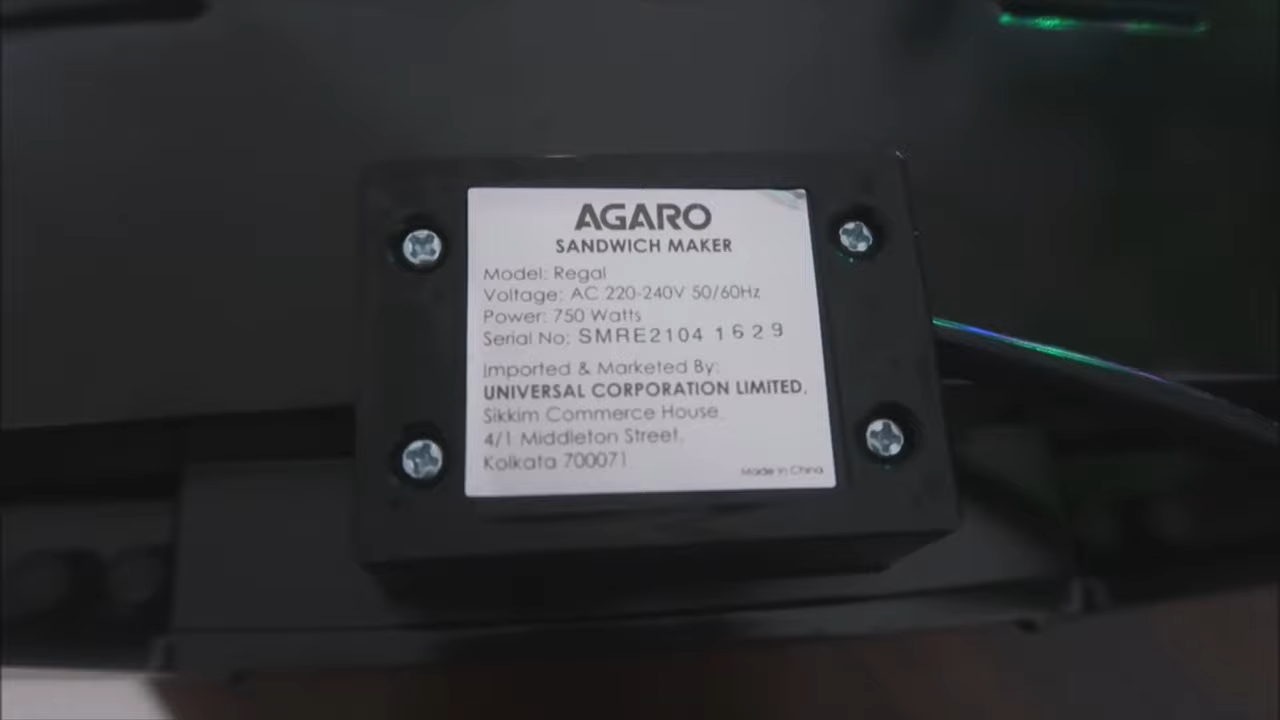 AGARO
SANDWICH MAKER
Model: Regal
Voltage: AC 220-240V 50/60Hz
Power: 750 Watts
Serial No: SMRE2104 1629
Imported & Marketed By:
UNIVERSAL CORPORATION LIMITED.
Sikkim Commerce House,
4/1 Middleton Street,
Kolkata 700071
Made in China